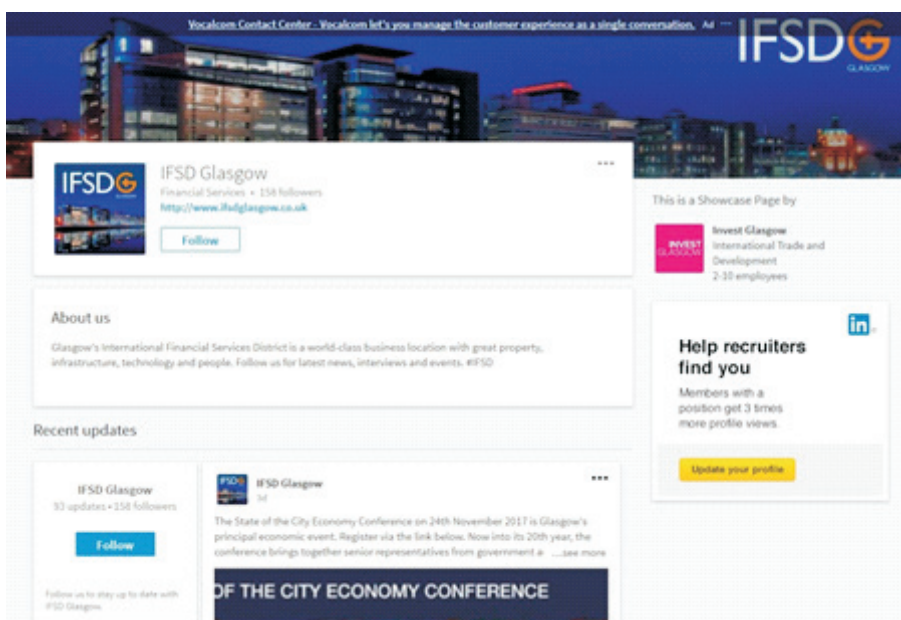 Vocalcom Contact Center - Vocalcom let's you manage the customer experience as a single conversation. Ad ...
IFSDG
GLASGOW
IFSDG
IFSD Glasgow
Financial Services • 158 followers
http://www.ifsdglasgow.co.uk
Follow
This is a Showcase Page by
INVEST
GLASGOW
Invest Glasgow
International Trade and
Development
2-10 employees
About us
Glasgow's International Financial Services District is a world-class business location with great property,
infrastructure, technology and people. Follow us for latest news, interviews and events. #IFSD
in
Help recruiters
find you
Members with a
position get 3 times
more profile views.
Update your profile
Recent updates
IFSD Glasgow
93 updates • 158 followers
Follow
Follow us to stay up to date with
IFSD Glasgow.
IFSDG
IFSD Glasgow
3d
The State of the City Economy Conference on 24th November 2017 is Glasgow's
principal economic event. Register via the link below. Now into its 20th year, the
conference brings together senior representatives from government a ...see more
OF THE CITY ECONOMY CONFERENCE